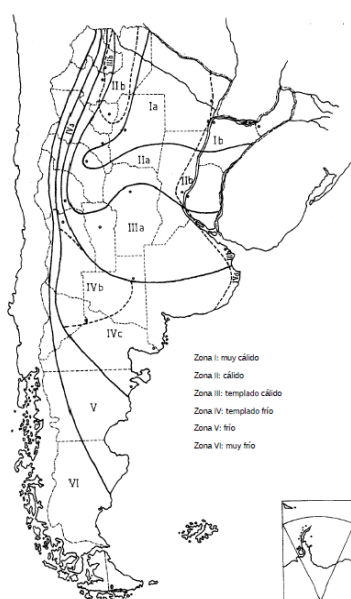 IIIb
IIb
Ia
IVa
Ib
IIa
IIb
IIIa
IVb
IVc
Zona I: muy cálido
Zona II: cálido
Zona III: templado cálido
Zona IV: templado frío
Zona V: frío
Zona VI: muy frío
V
VI